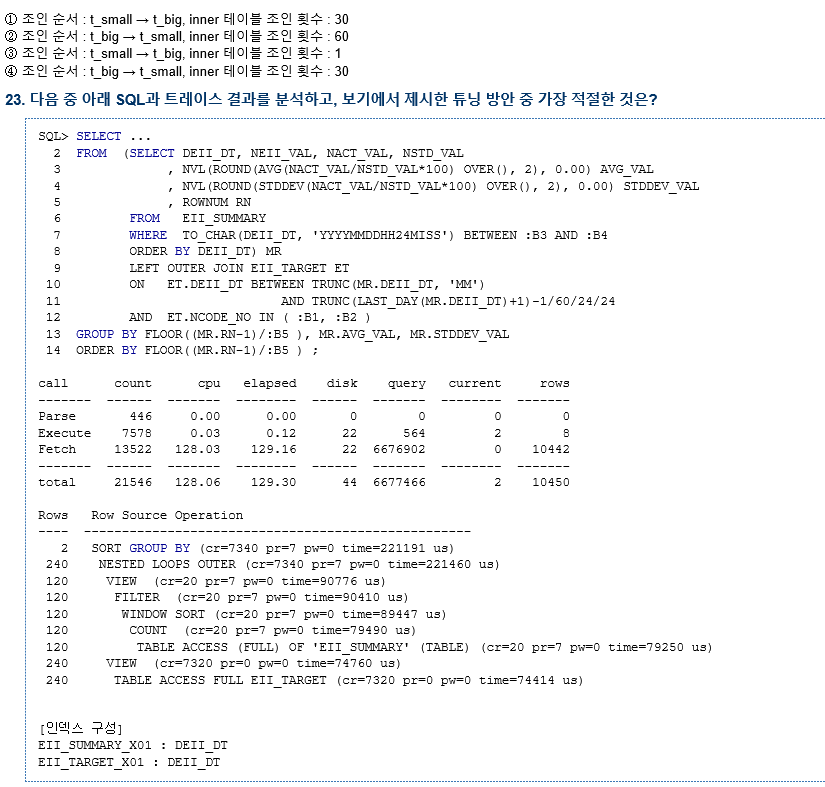 ① 조인 순서 : t_small → t_big, inner 테이블 조인 횟수 : 30
② 조인 순서 : t_big → t_small, inner 테이블 조인 횟수 : 60
③ 조인 순서 : t_small → t_big, inner 테이블 조인 횟수 : 1
④ 조인 순서 : t_big → t_small, inner 테이블 조인 횟수 : 30
23. 다음 중 아래 SQL과 트레이스 결과를 분석하고, 보기에서 제시한 튜닝 방안 중 가장 적절한 것은?
SQL> SELECT ...
2 FROM (SELECT DEII_DT, NEII_VAL, NACT_VAL, NSTD_VAL
3 , NVL(ROUND(AVG(NACT_VAL/NSTD_VAL*100) OVER(), 2), 0.00) AVG_VAL
4 , NVL(ROUND(STDDEV(NACT_VAL/NSTD_VAL*100) OVER(), 2), 0.00) STDDEV_VAL
5 , ROWNUM RN
6 FROM EII_SUMMARY
7 WHERE TO_CHAR(DEII_DT, 'YYYYMMDDHH24MISS') BETWEEN :B3 AND :B4
8 ORDER BY DEII_DT) MR
9 LEFT OUTER JOIN EII_TARGET ET
10 ON ET.DEII_DT BETWEEN TRUNC(MR.DEII_DT, 'MM')
11 AND TRUNC(LAST_DAY(MR.DEII_DT)+1)-1/60/24/24
12 AND ET.NCODE_NO IN ( :B1, :B2 )
13 GROUP BY FLOOR((MR.RN-1)/:B5 ), MR.AVG_VAL, MR.STDDEV_VAL
14 ORDER BY FLOOR((MR.RN-1)/:B5 ) ;
call count cpu elapsed disk query current rows
------- ------ ------- -------- ------ ------- -------- -------
Parse 446 0.00 0.00 0 0 0 0
Execute 7578 0.03 0.12 22 564 2 8
Fetch 13522 128.03 129.16 22 6676902 0 10442
------- ------ ------- -------- ------ ------- -------- -------
total 21546 128.06 129.30 44 6677466 2 10450
Rows Row Source Operation
---- ---------------------------------------------------
2 SORT GROUP BY (cr=7340 pr=7 pw=0 time=221191 us)
240 NESTED LOOPS OUTER (cr=7340 pr=7 pw=0 time=221460 us)
120 VIEW (cr=20 pr=7 pw=0 time=90776 us)
120 FILTER (cr=20 pr=7 pw=0 time=90410 us)
120 WINDOW SORT (cr=20 pr=7 pw=0 time=89447 us)
120 COUNT (cr=20 pr=7 pw=0 time=79490 us)
120 TABLE ACCESS (FULL) OF 'EII_SUMMARY' (TABLE) (cr=20 pr=7 pw=0 time=79250 us)
240 VIEW (cr=7320 pr=0 pw=0 time=74760 us)
240 TABLE ACCESS FULL EII_TARGET (cr=7320 pr=0 pw=0 time=74414 us)
[인덱스 구성]
EII_SUMMARY_X01 : DEII_DT
EII_TARGET_X01 : DEII_DT